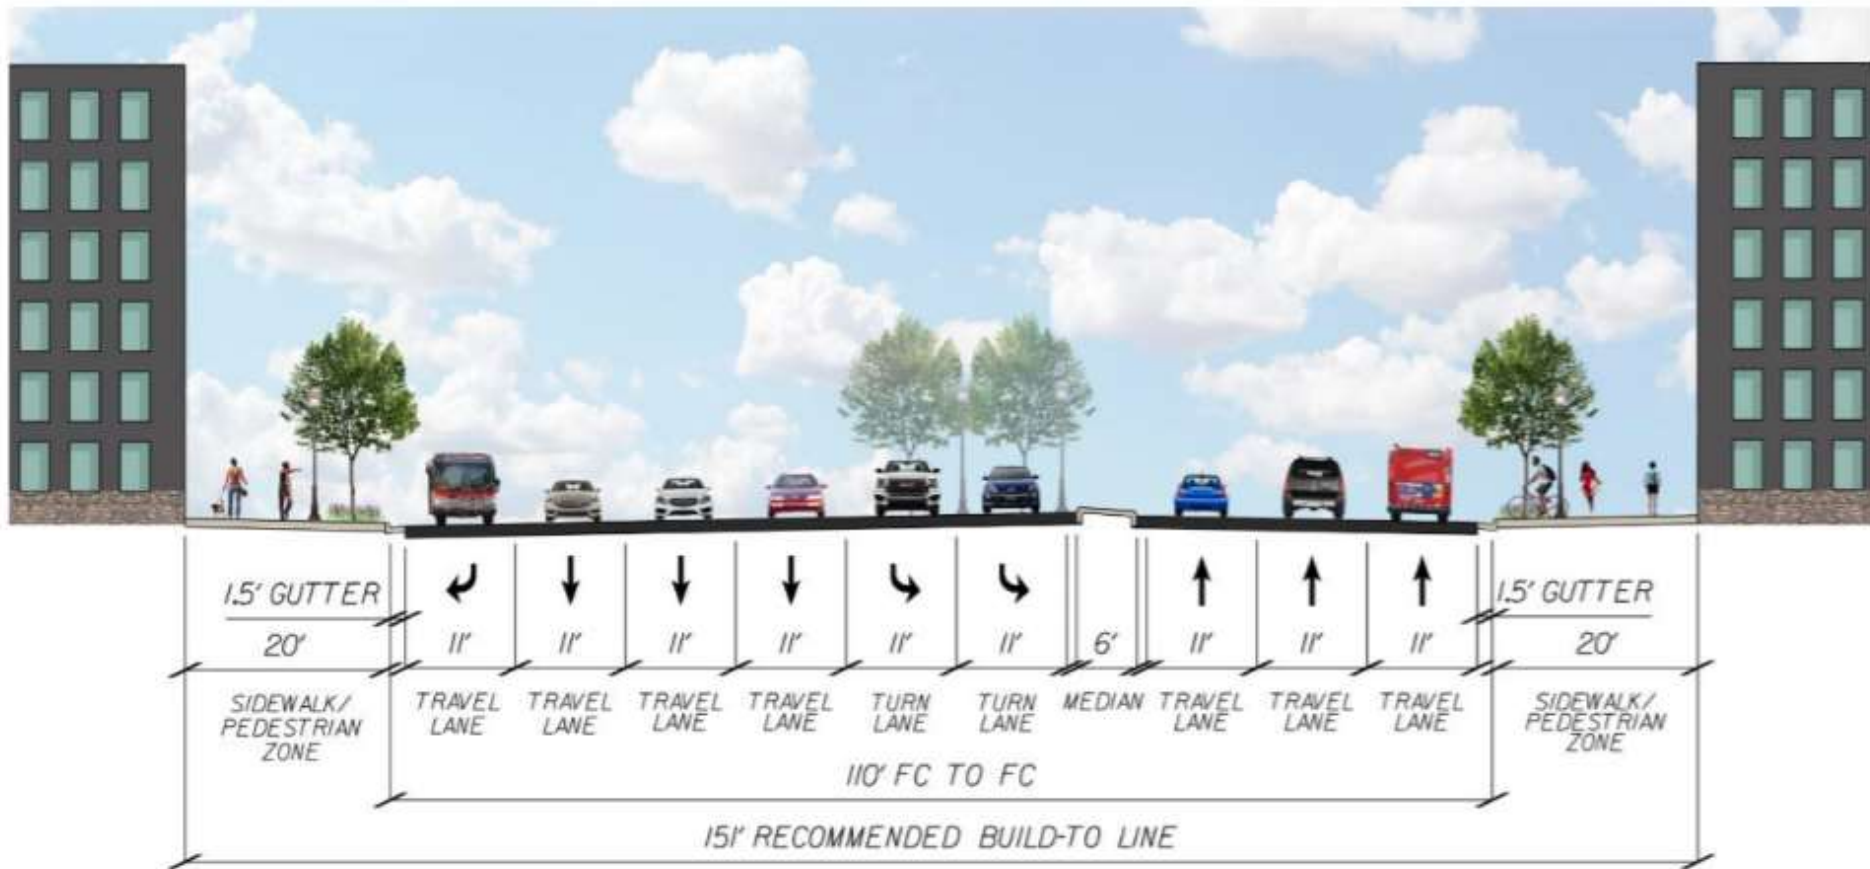 1.5' GUTTER
1.5' GUTTER
20'
11'
11'
11'
11'
11'
11'
6'
11'
11'
11'
20'
SIDEWALK/
PEDESTRIAN
ZONE
TRAVEL
LANE
TRAVEL
LANE
TRAVEL
LANE
TRAVEL
LANE
TURN
LANE
TURN
LANE
MEDIAN
TRAVEL
LANE
TRAVEL
LANE
TRAVEL
LANE
SIDEWALK/
PEDESTRIAN
ZONE
110' FC TO FC
151' RECOMMENDED BUILD-TO LINE